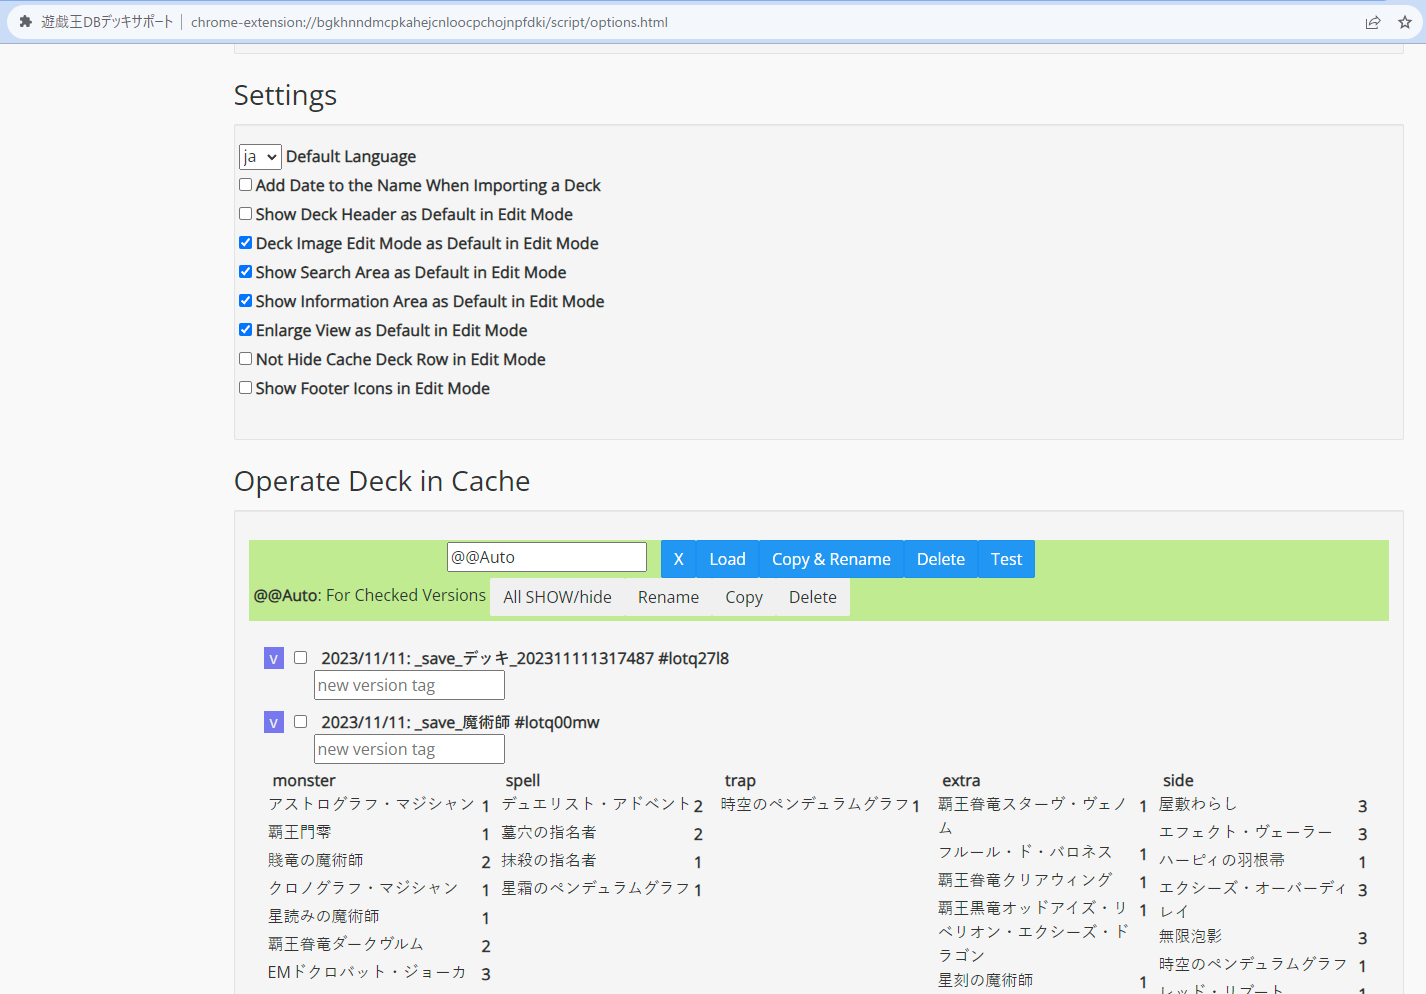 遊戯王DBデッキサポート chrome-extension://bgkhnndmcpkahejcnloocpchojnpfdki/script/options.html
Settings
ja Default Language
Add Date to the Name When Importing a Deck
Show Deck Header as Default in Edit Mode
Deck Image Edit Mode as Default in Edit Mode
Show Search Area as Default in Edit Mode
Show Information Area as Default in Edit Mode
Enlarge View as Default in Edit Mode
Not Hide Cache Deck Row in Edit Mode
Show Footer Icons in Edit Mode
Operate Deck in Cache
@@Auto X Load Copy & Rename Delete Test
@@Auto: For Checked Versions All SHOW/hide Rename Copy Delete
v 2023/11/11: _save_デッキ_202311111317487 #lotq27l8
new version tag
v 2023/11/11: _save_魔術師 #lotq00mw
new version tag
monster
アストログラフ・マジシャン 1
覇王門零 1
賤竜の魔術師 2
クロノグラフ・マジシャン 1
星読みの魔術師 1
覇王眷竜ダークヴルム 2
EMドクロバット・ジョーカ 3
spell
デュエリスト・アドベント 2
墓穴の指名者 2
抹殺の指名者 1
星霜のペンデュラムグラフ 1
trap
時空のペンデュラムグラフ 1
extra
覇王眷竜スターヴ・ヴェノ 1
ム
フルール・ド・バロネス 1
覇王眷竜クリアウィング 1
覇王黒竜オッドアイズ・リ 1
ベリオン・エクシーズ・ド
ラゴン
星刻の魔術師 1
side
屋敷わらし 3
エフェクト・ヴェーラー 3
ハーピィの羽根帚 1
エクシーズ・オーバーディ 3
レイ
無限泡影 3
時空のペンデュラムグラフ 1
レッド・リブート 1